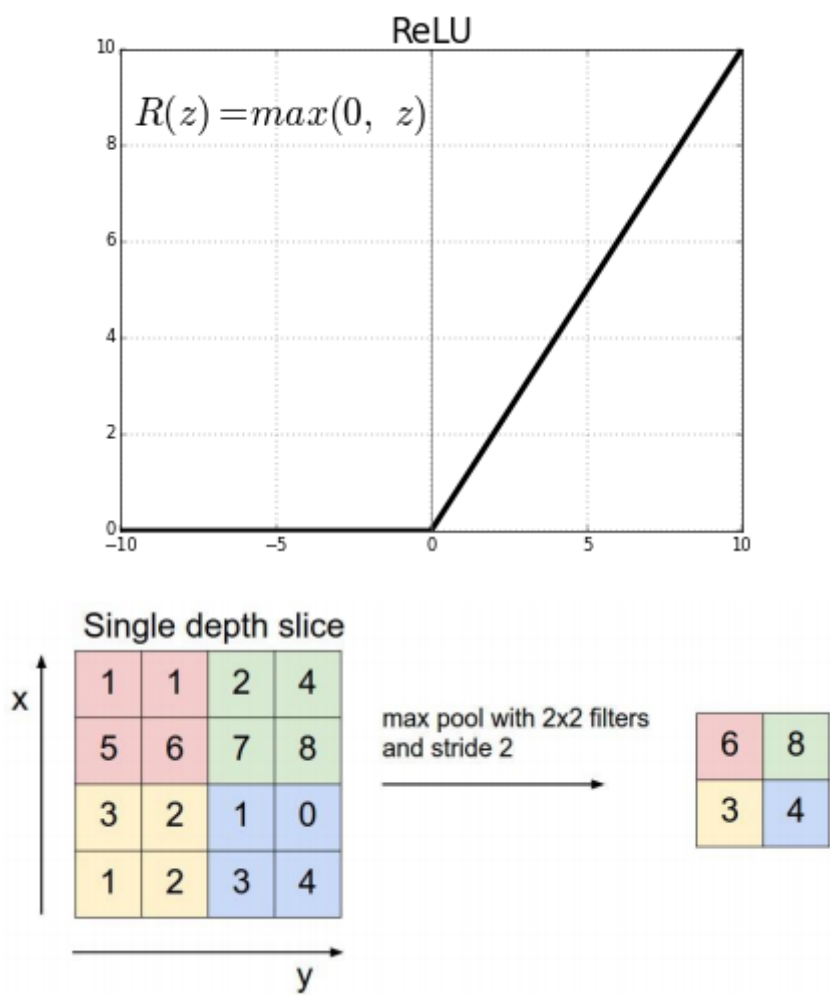 ReLU
10
R(z)=max(0, z)
8
6
4
2
0
−10 −5 0 5 10
Single depth slice
x
1 1 2 4
5 6 7 8
3 2 1 0
1 2 3 4
y
max pool with 2x2 filters
and stride 2
6 8
3 4